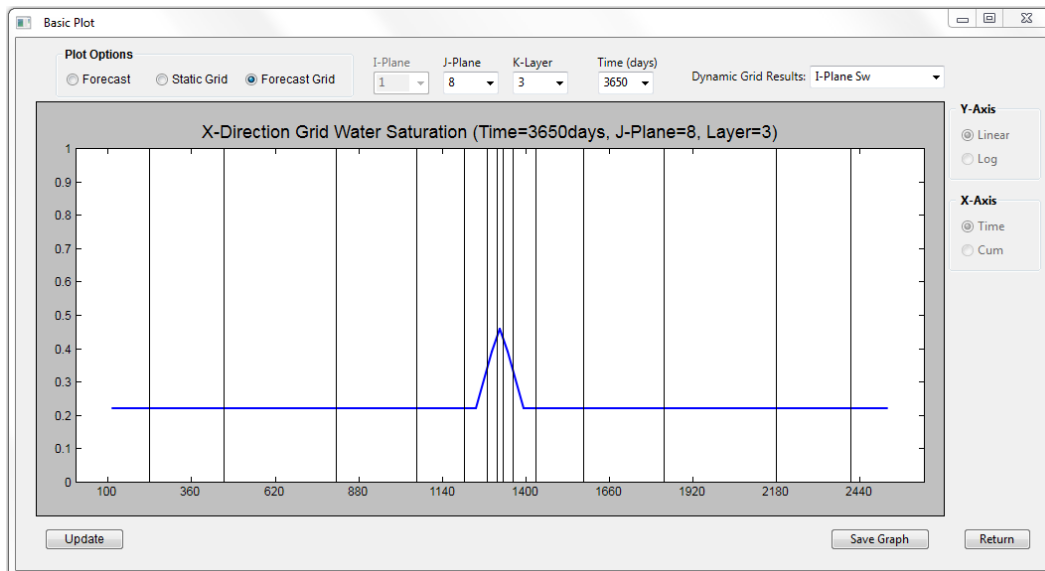 Basic Plot
Plot Options
Forecast Static Grid Forecast Grid
I-Plane J-Plane K-Layer Time (days)
1 8 3 3650
Dynamic Grid Results: I-Plane Sw
X-Direction Grid Water Saturation (Time=3650days, J-Plane=8, Layer=3)
1
0.9
0.8
0.7
0.6
0.5
0.4
0.3
0.2
0.1
0
100 360 620 880 1140 1400 1660 1920 2180 2440
Y-Axis
Linear
Log
X-Axis
Time
Cum
Update Save Graph Return